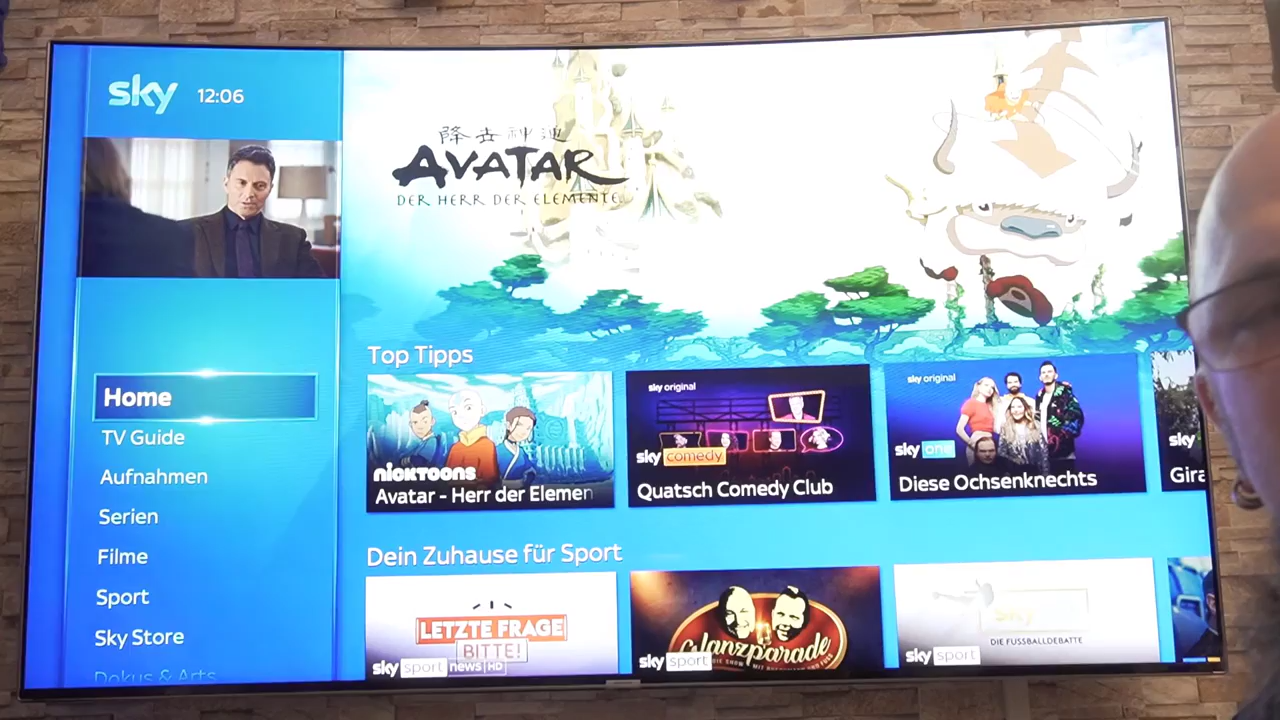 sky 12:06
降去神通
AVATAR
DER HERR DER ELEMENTE
Home
TV Guide
Aufnahmen
Serien
Filme
Sport
Sky Store
Dokus & Arts
Top Tipps
nicktoons
Avatar - Herr der Elemen
sky original
sky comedy
Quatsch Comedy Club
sky original
sky one
Diese Ochsenknechts
sky
Gira
Dein Zuhause für Sport
LETZTE FRAGE
BITTE!
sky sport news HD
Glanzparade
sky sport
sky
DIE FUSSBALLDEBATTE
sky sport